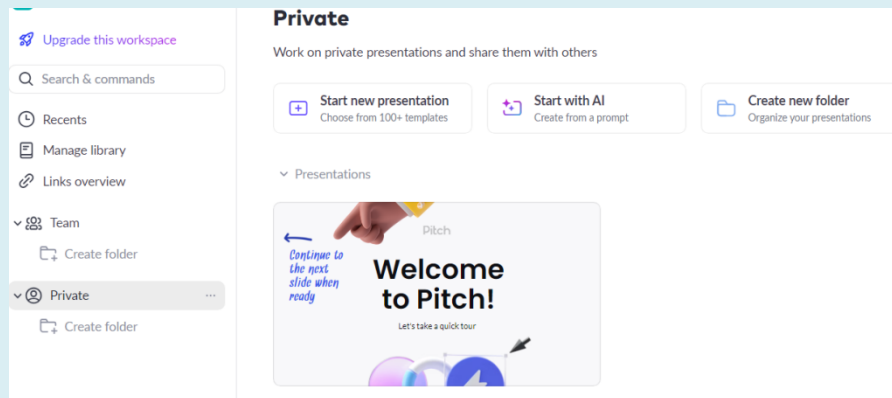 Upgrade this workspace
Search & commands
Recents
Manage library
Links overview
Team
Create folder
Private
Create folder
Private
Work on private presentations and share them with others
Start new presentation
Choose from 100+ templates
Start with AI
Create from a prompt
Create new folder
Organize your presentations
Presentations
Pitch
Continue to
the next
slide when
ready
Welcome
to Pitch!
Let's take a quick tour